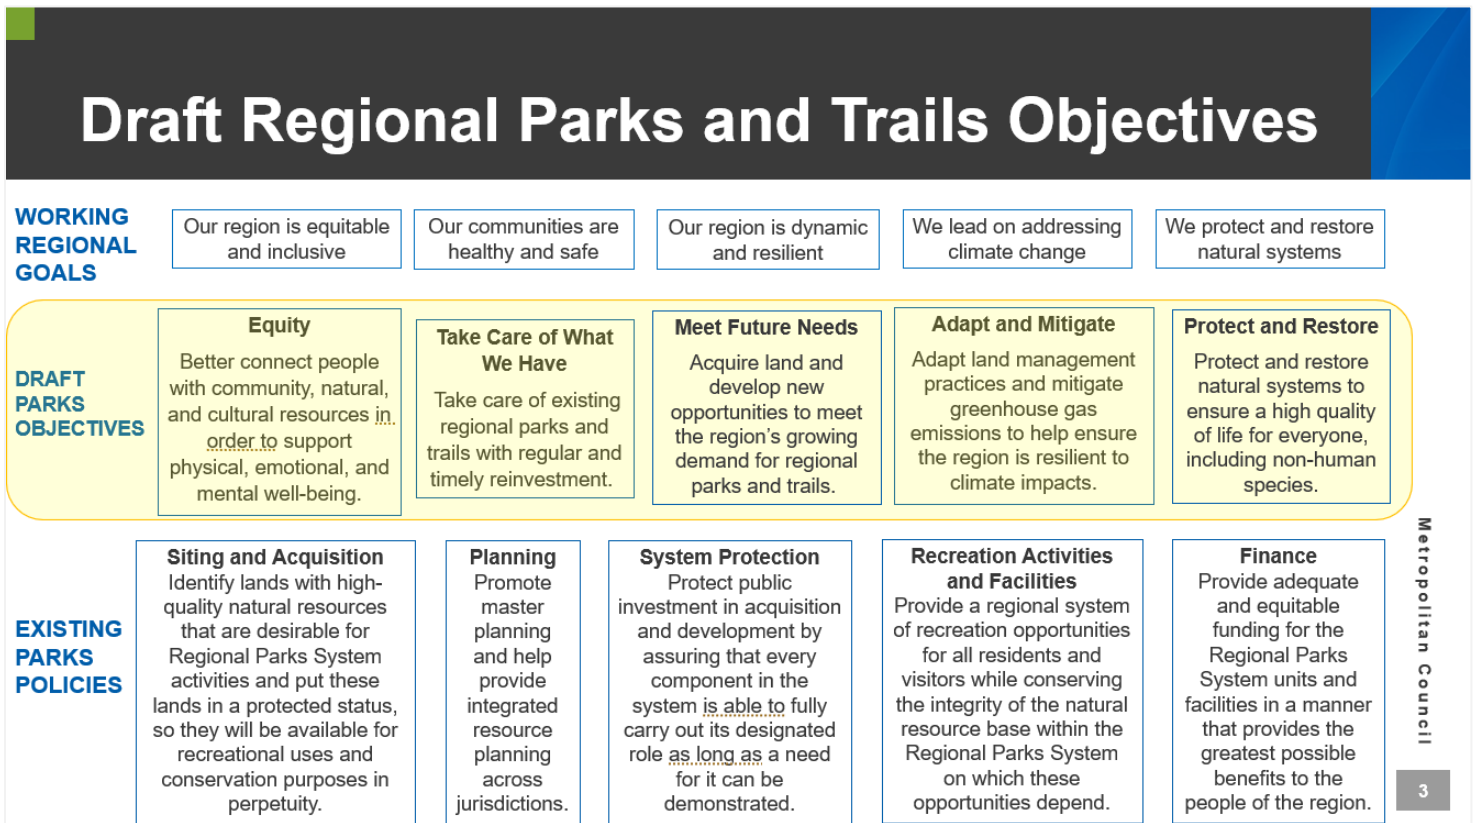 Draft Regional Parks and Trails Objectives
WORKING
REGIONAL
GOALS
Our region is equitable
and inclusive
Our communities are
healthy and safe
Our region is dynamic
and resilient
We lead on addressing
climate change
We protect and restore
natural systems
DRAFT
PARKS
OBJECTIVES
Equity
Better connect people
with community, natural,
and cultural resources in
order to support
physical, emotional, and
mental well-being.
Take Care of What
We Have
Take care of existing
regional parks and
trails with regular and
timely reinvestment.
Meet Future Needs
Acquire land and
develop new
opportunities to meet
the region's growing
demand for regional
parks and trails.
Adapt and Mitigate
Adapt land management
practices and mitigate
greenhouse gas
emissions to help ensure
the region is resilient to
climate impacts.
Protect and Restore
Protect and restore
natural systems to
ensure a high quality
of life for everyone,
including non-human
species.
EXISTING
PARKS
POLICIES
Siting and Acquisition
Identify lands with high-
quality natural resources
that are desirable for
Regional Parks System
activities and put these
lands in a protected status,
so they will be available for
recreational uses and
conservation purposes in
perpetuity.
Planning
Promote
master
planning
and help
provide
integrated
resource
planning
across
jurisdictions.
System Protection
Protect public
investment in acquisition
and development by
assuring that every
component in the
system is able to fully
carry out its designated
role as long as a need
for it can be
demonstrated.
Recreation Activities
and Facilities
Provide a regional system
of recreation opportunities
for all residents and
visitors while conserving
the integrity of the natural
resource base within the
Regional Parks System
on which these
opportunities depend.
Finance
Provide adequate
and equitable
funding for the
Regional Parks
System units and
facilities in a manner
that provides the
greatest possible
benefits to the
people of the region.
Metropolitan Council
3